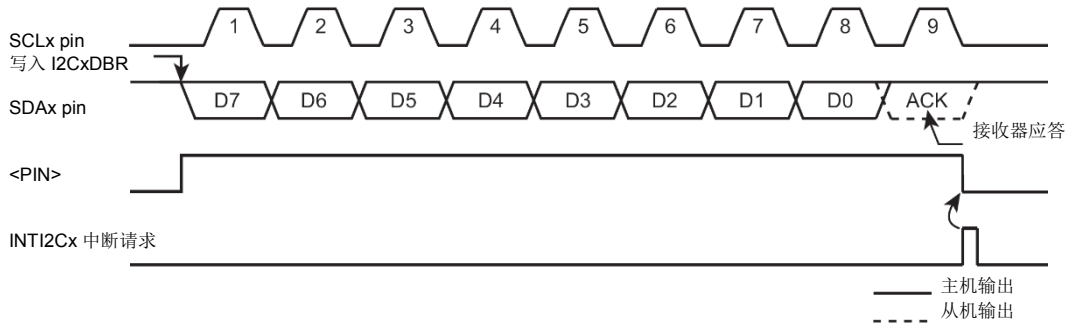 1 2 3 4 5 6 7 8 9
SCLx pin
写入 I2CxDBR
SDAx pin
D7 D6 D5 D4 D3 D2 D1 D0 ACK
接收器应答
<PIN>
INTI2Cx 中断请求
主机输出
从机输出